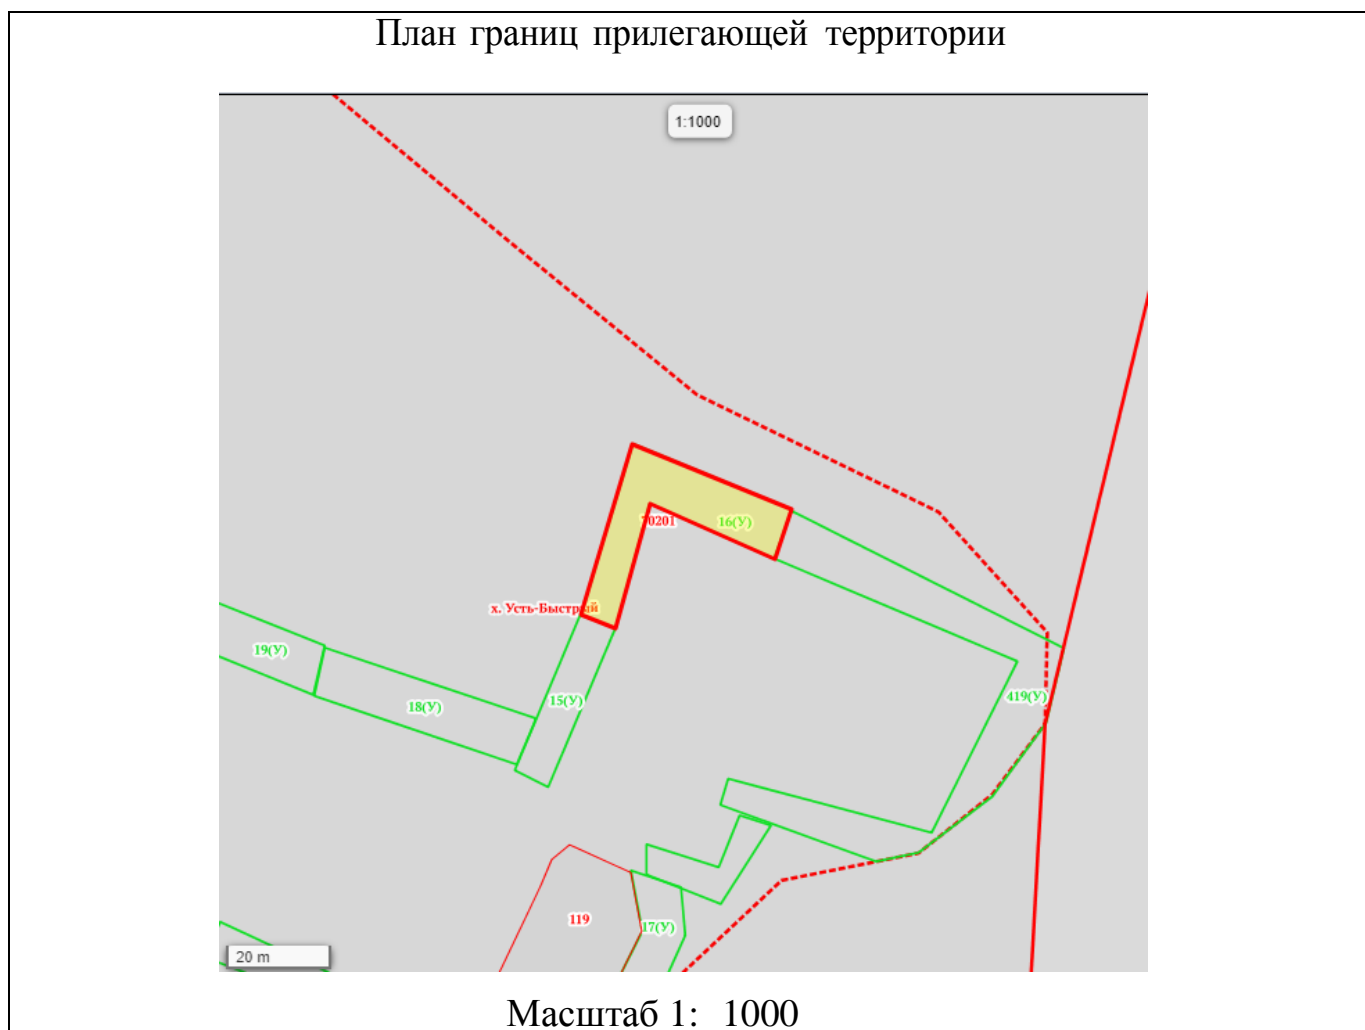 План границ прилегающей территории
1:1000
70201
16(У)
х. Усть-Быстрый
19(У)
18(У)
15(У)
419(У)
119
17(У)
20 m
Масштаб 1: 1000